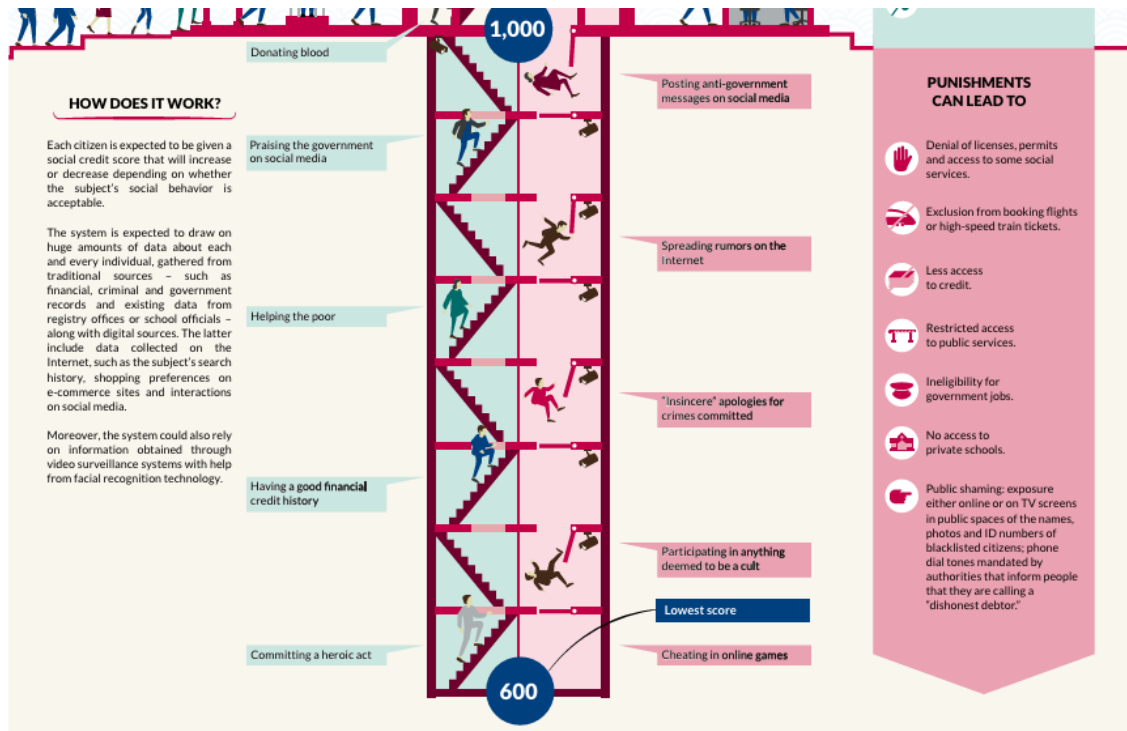 1,000
Donating blood
HOW DOES IT WORK?
Each citizen is expected to be given a
social credit score that will increase
or decrease depending on whether
the subject's social behavior is
acceptable.
The system is expected to draw on
huge amounts of data about each
and every individual, gathered from
traditional sources – such as
financial, criminal and government
records and existing data from
registry offices or school officials –
along with digital sources. The latter
include data collected on the
Internet, such as the subject's search
history, shopping preferences on
e-commerce sites and interactions
on social media.
Moreover, the system could also rely
on information obtained through
video surveillance systems with help
from facial recognition technology.
Praising the government
on social media
Helping the poor
Having a good financial
credit history
Committing a heroic act
Posting anti-government
messages on social media
Spreading rumors on the
Internet
"Insincere" apologies for
crimes committed
Participating in anything
deemed to be a cult
Lowest score
Cheating in online games
600
PUNISHMENTS
CAN LEAD TO
Denial of licenses, permits
and access to some social
services.
Exclusion from booking flights
or high-speed train tickets.
Less access
to credit.
Restricted access
to public services.
Ineligibility for
government jobs.
No access to
private schools.
Public shaming: exposure
either online or on TV screens
in public spaces of the names,
photos and ID numbers of
blacklisted citizens; phone
dial tones mandated by
authorities that inform people
that they are calling a
"dishonest debtor."